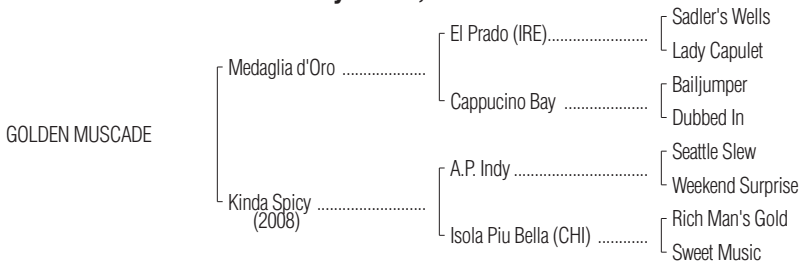 Sadler's Wells
El Prado (IRE)......................
Lady Capulet
Medaglia d'Oro ....................
Bailjumper
Cappucino Bay ...................
Dubbed In
GOLDEN MUSCADE
Seattle Slew
A.P. Indy ..............................
Weekend Surprise
Kinda Spicy .........................
(2008)
Rich Man's Gold
Isola Piu Bella (CHI) ............
Sweet Music